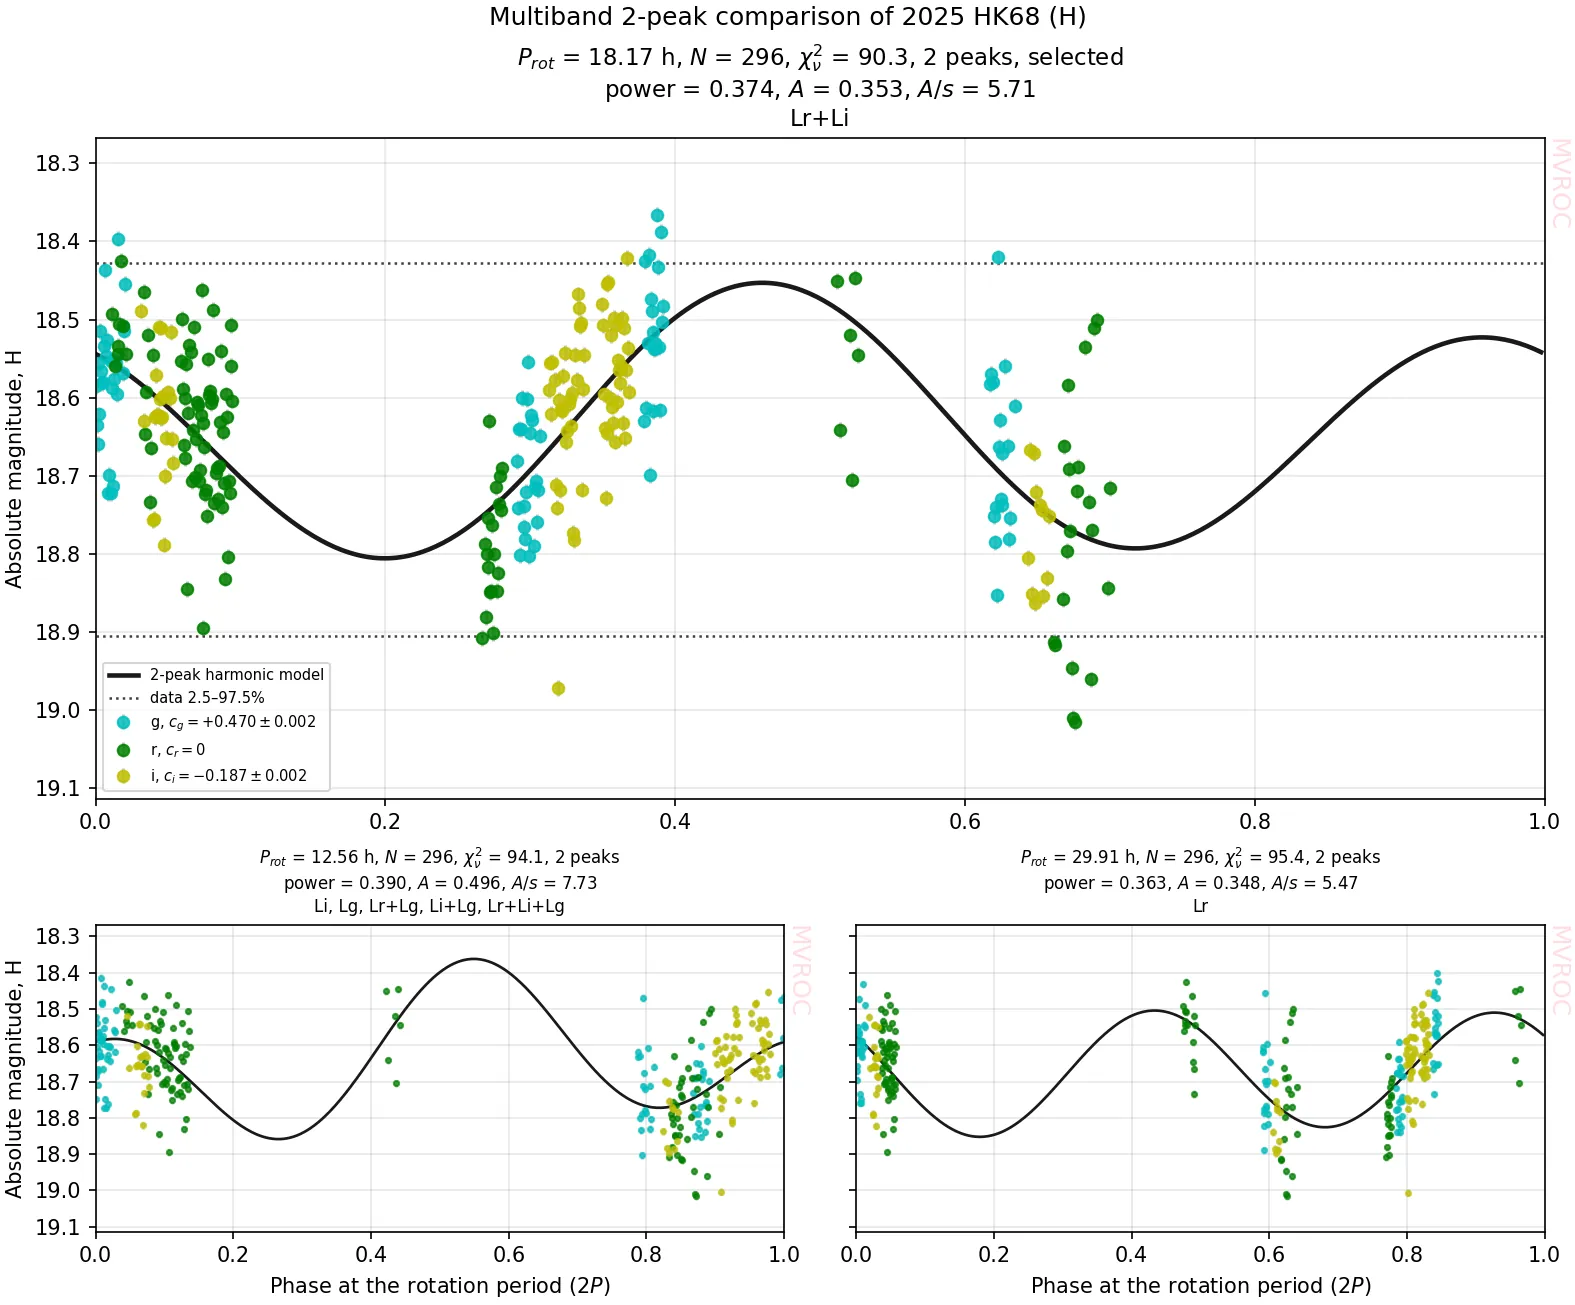 Multiband 2-peak comparison of 2025 HK68 (H)
P_rot = 18.17 h, N = 296, χ²_ν = 90.3, 2 peaks, selected
power = 0.374, A = 0.353, A/s = 5.71
Lr+Li
18.3
18.4
18.5
18.6
18.7
18.8
18.9
19.0
19.1
Absolute magnitude, H
MVROC
2-peak harmonic model
data 2.5–97.5%
g, c_g = +0.470 ± 0.002
r, c_r = 0
i, c_i = −0.187 ± 0.002
0.0 0.2 0.4 0.6 0.8 1.0
P_rot = 12.56 h, N = 296, χ²_ν = 94.1, 2 peaks
power = 0.390, A = 0.496, A/s = 7.73
Li, Lg, Lr+Lg, Li+Lg, Lr+Li+Lg
18.3
18.4
18.5
18.6
18.7
18.8
18.9
19.0
19.1
Absolute magnitude, H
MVROC
0.0 0.2 0.4 0.6 0.8 1.0
Phase at the rotation period (2P)
P_rot = 29.91 h, N = 296, χ²_ν = 95.4, 2 peaks
power = 0.363, A = 0.348, A/s = 5.47
Lr
MVROC
0.0 0.2 0.4 0.6 0.8 1.0
Phase at the rotation period (2P)